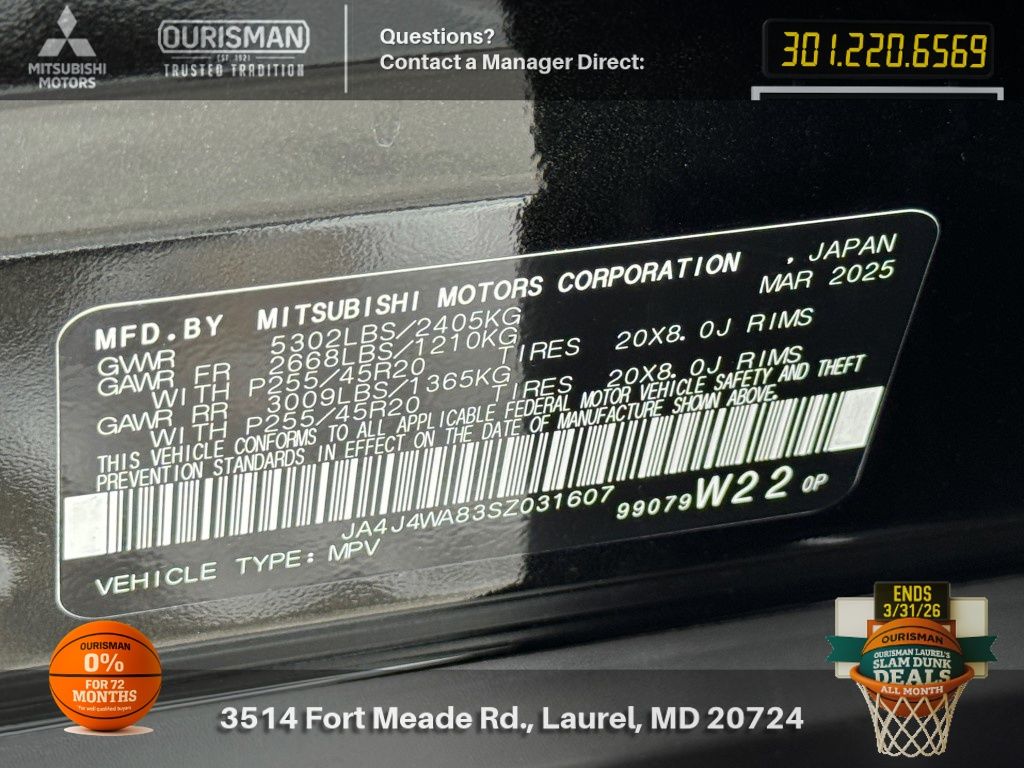 MITSUBISHI
MOTORS
OURISMAN
EST. 1921
TRUSTED TRADITION
Questions?
Contact a Manager Direct:
301.220.6569
MFD.BY MITSUBISHI MOTORS CORPORATION . JAPAN
MAR 2025
GVWR 5302LBS/2405KG
GAWR FR 2668LBS/1210KG
WITH P255/45R20 TIRES 20X8.0J RIMS
GAWR RR 3009LBS/1365KG
WITH P255/45R20 TIRES 20X8.0J RIMS
THIS VEHICLE CONFORMS TO ALL APPLICABLE FEDERAL MOTOR VEHICLE SAFETY AND THEFT
PREVENTION STANDARDS IN EFFECT ON THE DATE OF MANUFACTURE SHOWN ABOVE.
JA4J4WA83SZ031607 99079 W22 0P
VEHICLE TYPE: MPV
OURISMAN
0%
FOR 72
MONTHS
*for well qualified buyers
3514 Fort Meade Rd., Laurel, MD 20724
ENDS
3/31/26
OURISMAN
OURISMAN LAUREL'S
SLAM DUNK
DEALS
ALL MONTH